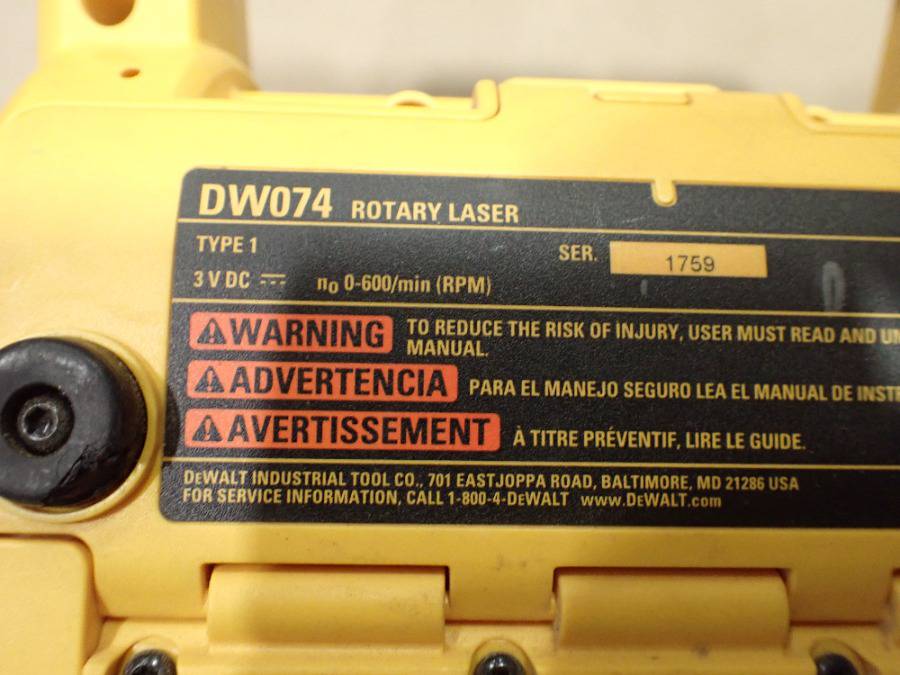 DW074 ROTARY LASER
TYPE 1
SER. 1759
3 V DC n₀ 0-600/min (RPM)
WARNING TO REDUCE THE RISK OF INJURY, USER MUST READ AND
MANUAL.
ADVERTENCIA PARA EL MANEJO SEGURO LEA EL MANUAL DE
AVERTISSEMENT À TITRE PRÉVENTIF, LIRE LE GUIDE.
DEWALT INDUSTRIAL TOOL CO., 701 EASTJOPPA ROAD, BALTIMORE, MD 21286 USA
FOR SERVICE INFORMATION, CALL 1-800-4-DEWALT www.DEWALT.com